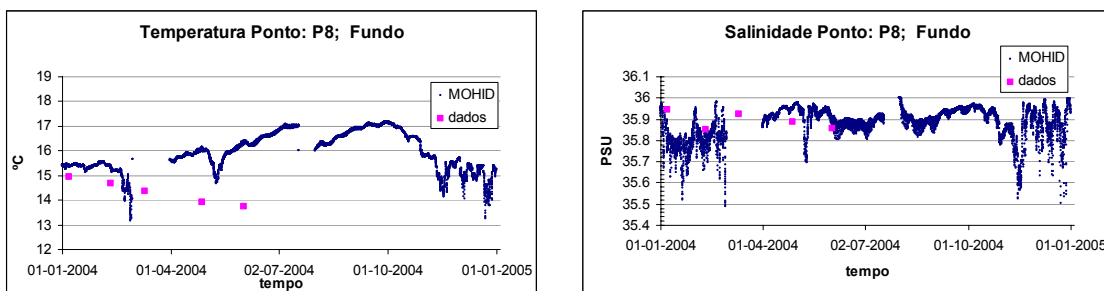 Temperatura Ponto: P8; Fundo
MOHID
dados
ºC
19
18
17
16
15
14
13
12
01-01-2004
01-04-2004
02-07-2004
01-10-2004
01-01-2005
tempo
Salinidade Ponto: P8; Fundo
MOHID
dados
PSU
36.1
36
35.9
35.8
35.7
35.6
35.5
35.4
01-01-2004
01-04-2004
02-07-2004
01-10-2004
01-01-2005
tempo